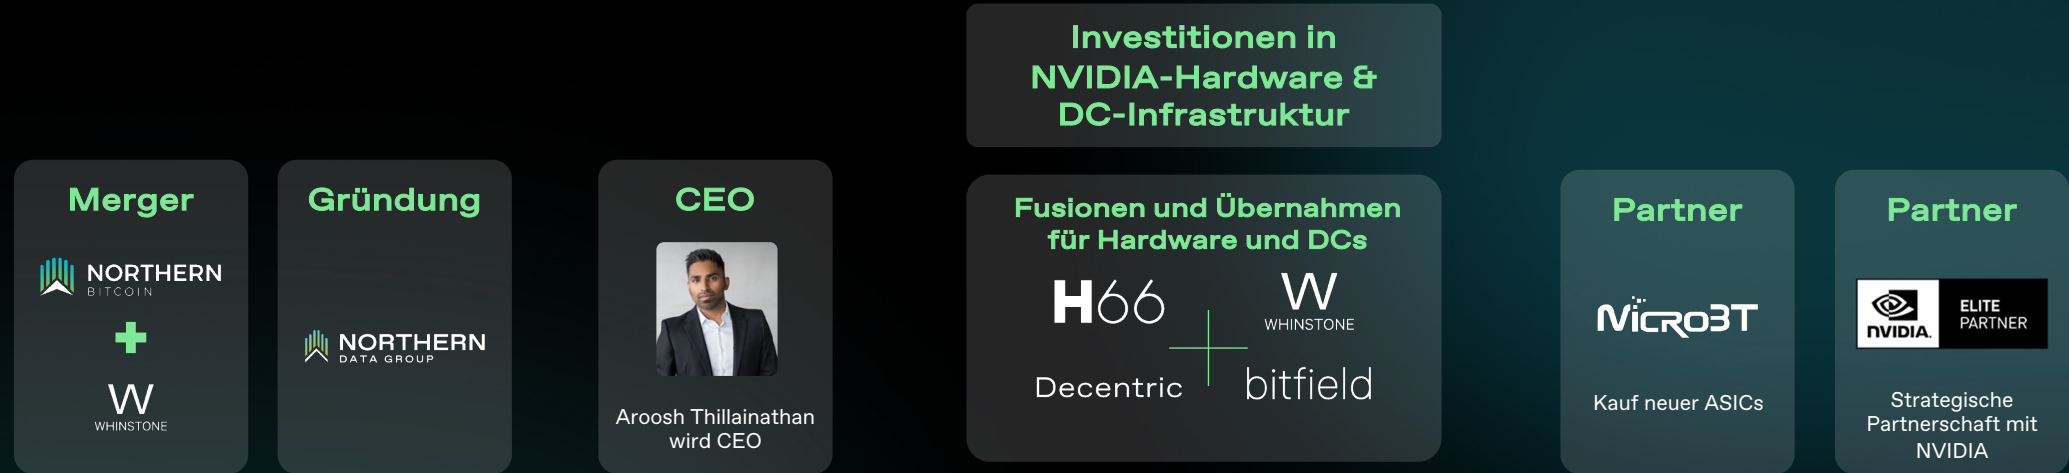 Investitionen in
NVIDIA-Hardware &
DC-Infrastruktur
Merger
NORTHERN
BITCOIN
W
WHINSTONE
Gründung
NORTHERN
DATA GROUP
CEO
Aroosh Thillainathan
wird CEO
Fusionen und Übernahmen
für Hardware und DCs
H66
W
WHINSTONE
Decentric
bitfield
Partner
MicroBT
Kauf neuer ASICs
Partner
NVIDIA.
ELITE
PARTNER
Strategische
Partnerschaft mit
NVIDIA